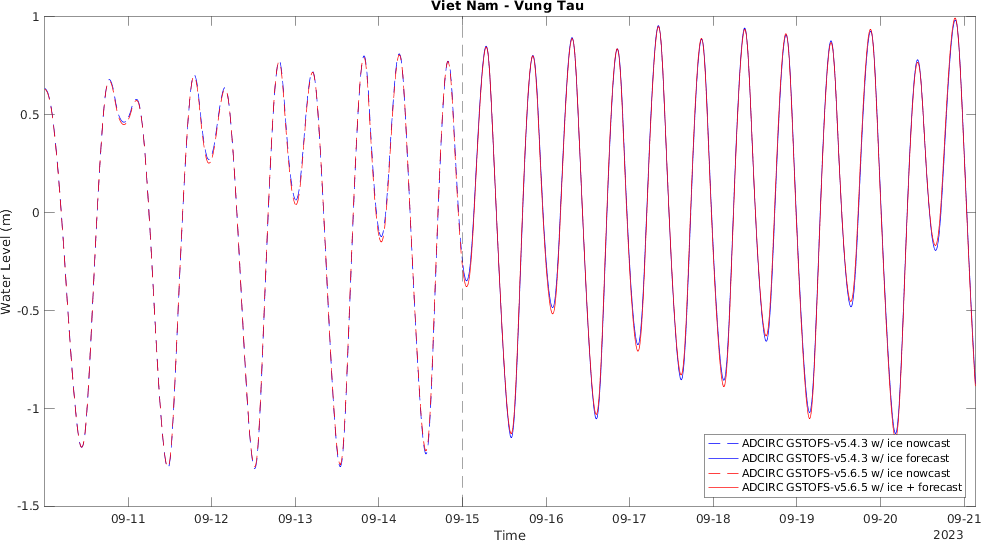 Viet Nam - Vung Tau
1
0.5
0
-0.5
-1
-1.5
Water Level (m)
09-11
09-12
09-13
09-14
09-15
09-16
09-17
09-18
09-19
09-20
09-21
2023
Time
ADCIRC GSTOFS-v5.4.3 w/ ice nowcast
ADCIRC GSTOFS-v5.4.3 w/ ice forecast
ADCIRC GSTOFS-v5.6.5 w/ ice nowcast
ADCIRC GSTOFS-v5.6.5 w/ ice + forecast